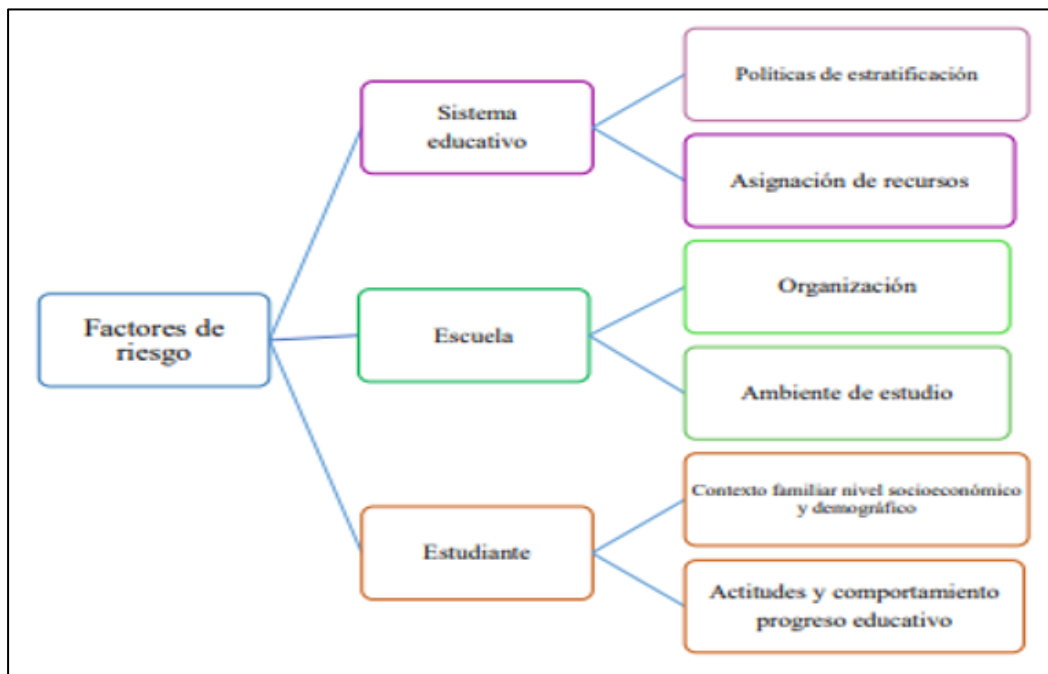 Factores de
riesgo
Sistema
educativo
Políticas de estratificación
Asignación de recursos
Escuela
Organización
Ambiente de estudio
Estudiante
Contexto familiar nivel socioeconómico
y demográfico
Actitudes y comportamiento
progreso educativo